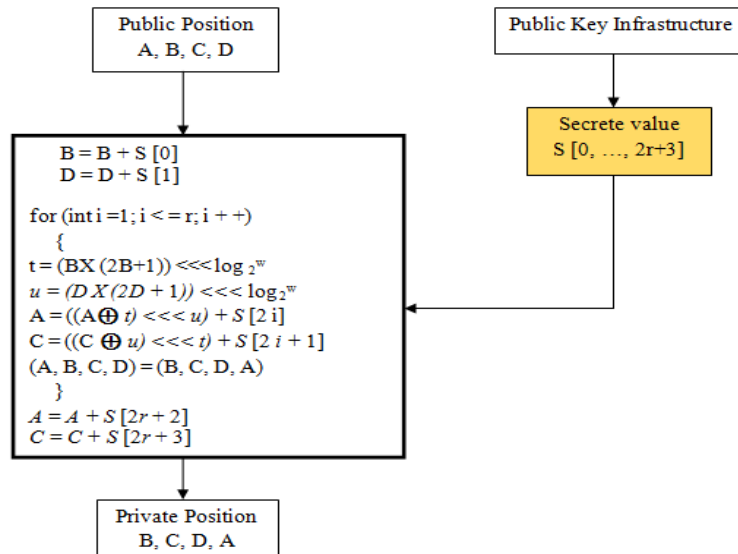 Public Position
A, B, C, D
Public Key Infrastructure
Secrete value
S [0, …, 2r+3]
B = B + S [0]
D = D + S [1]
for (int i =1; i < = r; i + +)
{
t = (BX (2B+1)) <<< log ₂ʷ
u = (D X (2D + 1)) <<< log₂ʷ
A = ((A⊕ t) <<< u) + S [2 i]
C = ((C ⊕ u) <<< t) + S [2 i + 1]
(A, B, C, D) = (B, C, D, A)
}
A = A + S [2r + 2]
C = C + S [2r + 3]
Private Position
B, C, D, A